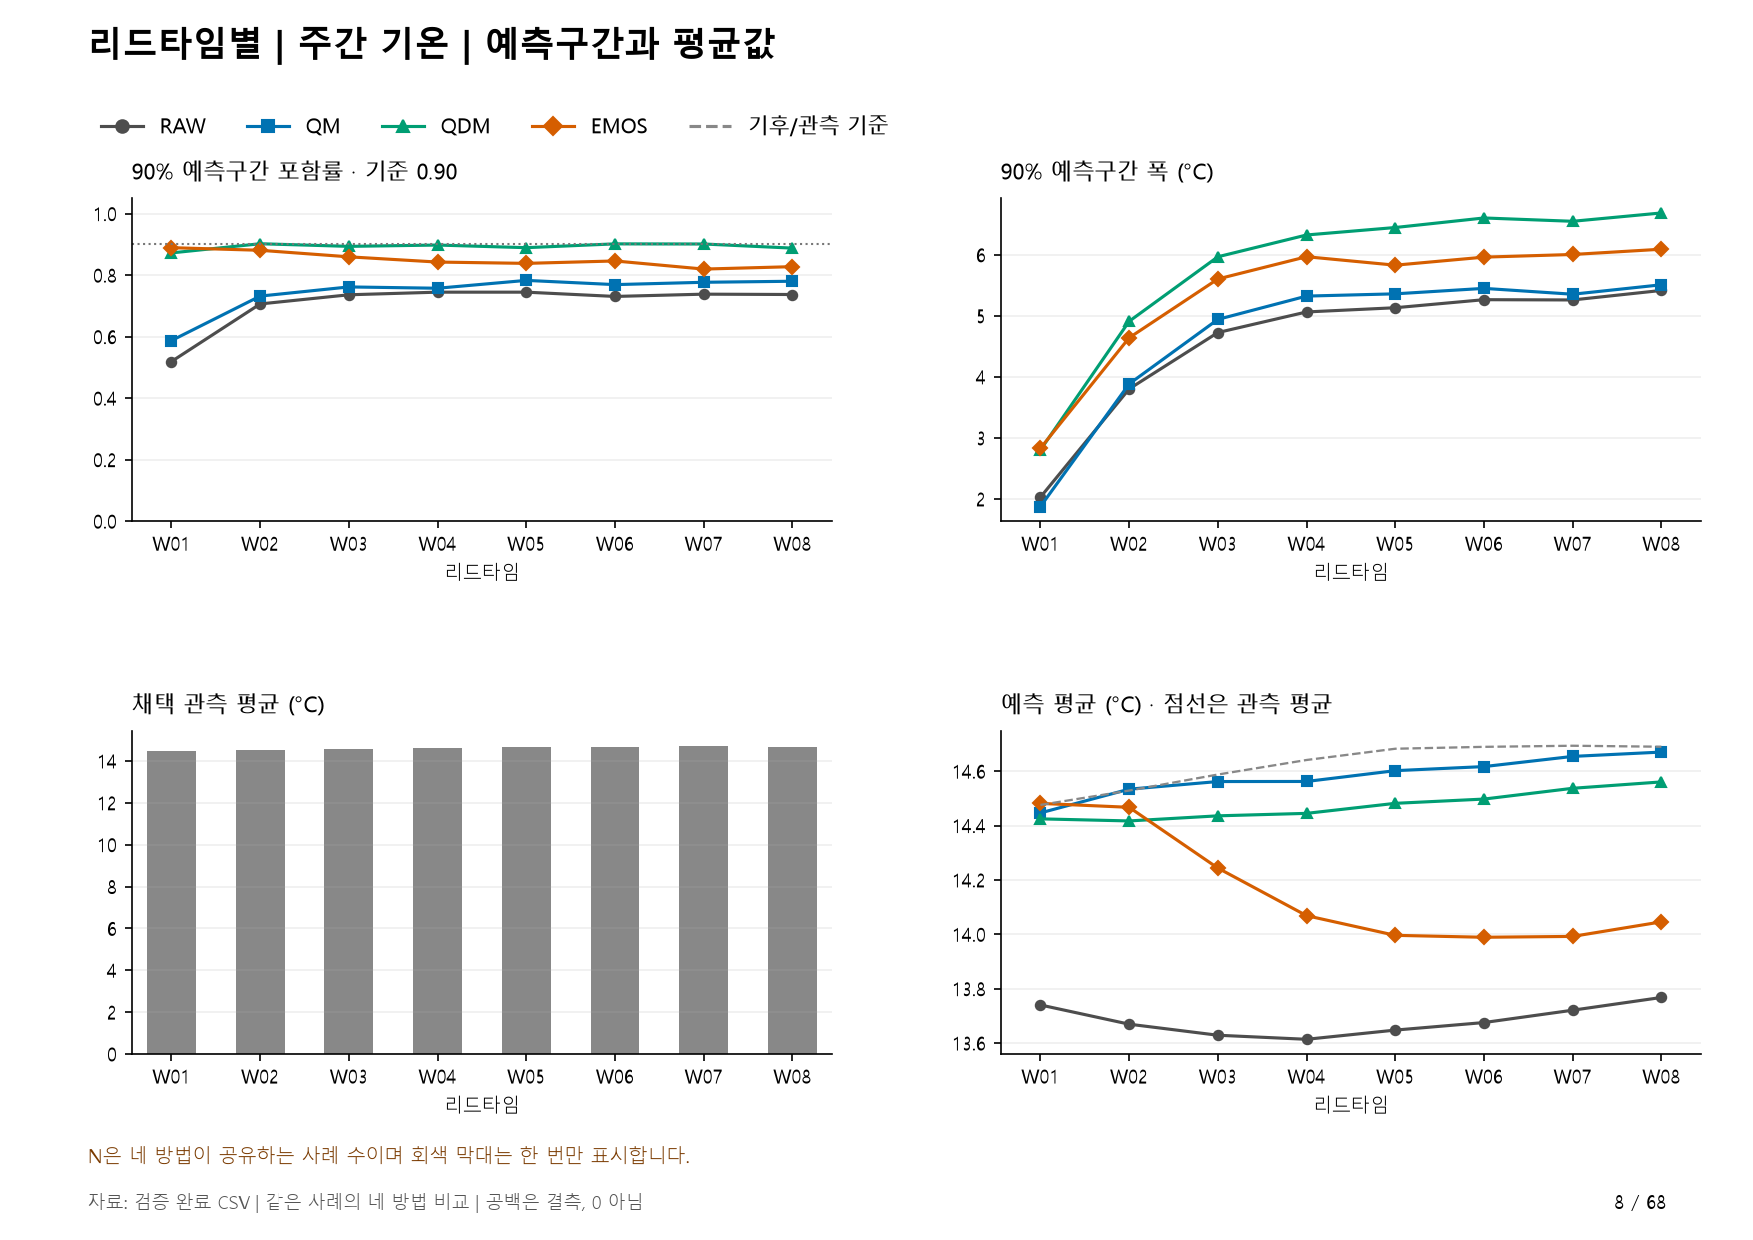 리드타임별 | 주간 기온 | 예측구간과 평균값
RAW QM QDM EMOS 기후/관측 기준
90% 예측구간 포함률 · 기준 0.90
1.0
0.8
0.6
0.4
0.2
0.0
W01 W02 W03 W04 W05 W06 W07 W08
리드타임
90% 예측구간 폭 (°C)
6
5
4
3
2
W01 W02 W03 W04 W05 W06 W07 W08
리드타임
채택 관측 평균 (°C)
14
12
10
8
6
4
2
0
W01 W02 W03 W04 W05 W06 W07 W08
리드타임
예측 평균 (°C) · 점선은 관측 평균
14.6
14.4
14.2
14.0
13.8
13.6
W01 W02 W03 W04 W05 W06 W07 W08
리드타임
N은 네 방법이 공유하는 사례 수이며 회색 막대는 한 번만 표시합니다.
자료: 검증 완료 CSV | 같은 사례의 네 방법 비교 | 공백은 결측, 0 아님
8 / 68